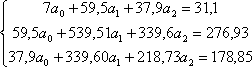 7a₀ + 59,5a₁ + 37,9a₂ = 31,1
59,5a₀ + 539,51a₁ + 339,6a₂ = 276,93
37,9a₀ + 339,60a₁ + 218,73a₂ = 178,85